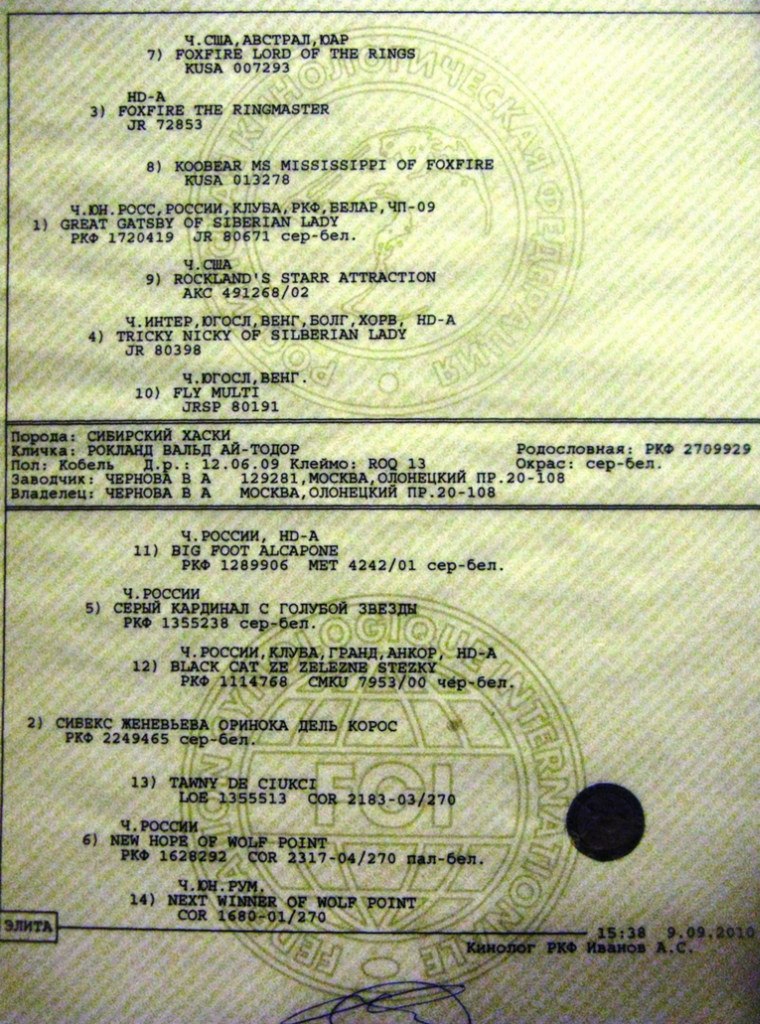 Ч.США,АВСТРАЛ,ЮАР
7) FOXFIRE LORD OF THE RINGS
KUSA 007293
HD-A
3) FOXFIRE THE RINGMASTER
JR 72853
8) KOOBEAR MS MISSISSIPPI OF FOXFIRE
KUSA 013278
Ч.ЮН.РОСС,РОССИИ,КЛУБА,РКФ,БЕЛАР,ЧП-09
1) GREAT GATSBY OF SIBERIAN LADY
РКФ 1720419 JR 80671 сер-бел.
Ч.США
9) ROCKLAND'S STARR ATTRACTION
АКС 491268/02
Ч.ИНТЕР,ЮГОСЛ,ВЕНГ,БОЛГ,ХОРВ, HD-A
4) TRICKY NICKY OF SILBERIAN LADY
JR 80398
Ч.ЮГОСЛ,ВЕНГ.
10) FLY MULTI
JRSP 80191
Порода: СИБИРСКИЙ ХАСКИ
Кличка: РОКЛАНД ВАЛЬД АЙ-ТОДОР Родословная: РКФ 2709929
Пол: Кобель Д.р.: 12.06.09 Клеймо: ROQ 13 Окрас: сер-бел.
Заводчик: ЧЕРНОВА В А 129281,МОСКВА,ОЛОНЕЦКИЙ ПР.20-108
Владелец: ЧЕРНОВА В А МОСКВА,ОЛОНЕЦКИЙ ПР.20-108
Ч.РОССИИ, HD-A
11) BIG FOOT ALCAPONE
РКФ 1289906 МЕТ 4242/01 сер-бел.
Ч.РОССИИ
5) СЕРЫЙ КАРДИНАЛ С ГОЛУБОЙ ЗВЕЗДЫ
РКФ 1355238 сер-бел.
Ч.РОССИИ,КЛУБА,ГРАНД,АНКОР, HD-A
12) BLACK CAT ZE ZELEZNE STEZKY
РКФ 1114768 CMKU 7953/00 чер-бел.
2) СИВЕКС ЖЕНЕВЬЕВА ОРИНОКА ДЕЛЬ КОРОС
РКФ 2249465 сер-бел.
13) TAWNY DE CIUKCI
LOE 1355513 COR 2183-03/270
Ч.РОССИИ
6) NEW HOPE OF WOLF POINT
РКФ 1628292 COR 2317-04/270 пал-бел.
Ч.ЮН.РУМ.
14) NEXT WINNER OF WOLF POINT
COR 1680-01/270
ЭЛИТА
15:38 9.09.2010
Кинолог РКФ Иванов А.С.
FCI